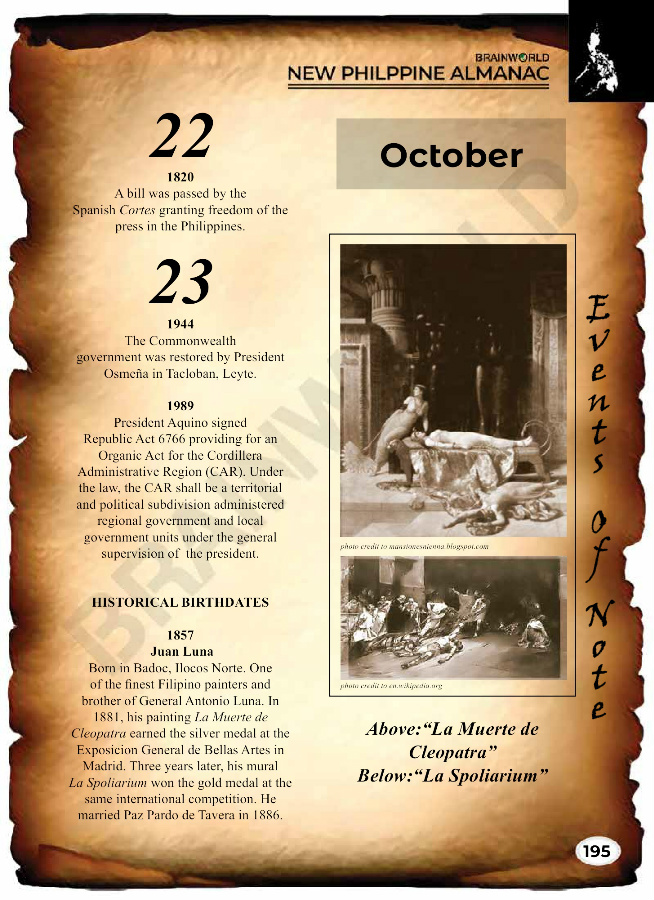 BRAINWORLD
NEW PHILPPINE ALMANAC
22
1820
A bill was passed by the
Spanish Cortes granting freedom of the
press in the Philippines.
23
1944
The Commonwealth
government was restored by President
Osmeña in Tacloban, Leyte.
1989
President Aquino signed
Republic Act 6766 providing for an
Organic Act for the Cordillera
Administrative Region (CAR). Under
the law, the CAR shall be a territorial
and political subdivision administered
regional government and local
government units under the general
supervision of the president.
HISTORICAL BIRTHDATES
1857
Juan Luna
Born in Badoc, Ilocos Norte. One
of the finest Filipino painters and
brother of General Antonio Luna. In
1881, his painting La Muerte de
Cleopatra earned the silver medal at the
Exposicion General de Bellas Artes in
Madrid. Three years later, his mural
La Spoliarium won the gold medal at the
same international competition. He
married Paz Pardo de Tavera in 1886.
October
photo credit to mansionesnienna.blogspot.com
photo credit to en.wikipedia.org
Above:“La Muerte de
Cleopatra”
Below:“La Spoliarium”
Events of Note
195
BRAINWORLD